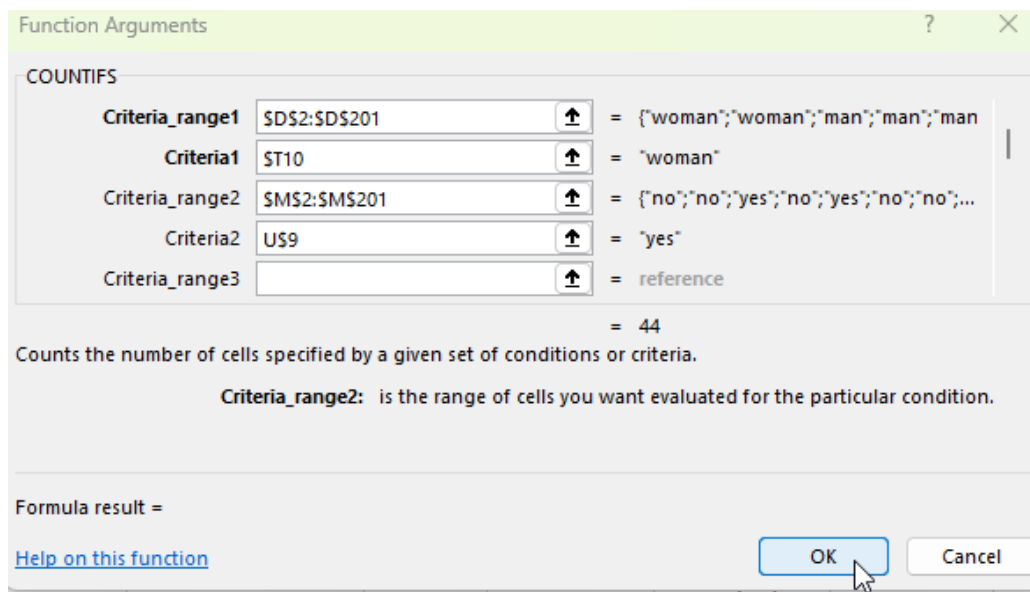 Function Arguments ? ×
COUNTIFS
Criteria_range1 $D$2:$D$201 = {"woman";"woman";"man";"man";"man
Criteria1 $T10 = "woman"
Criteria_range2 $M$2:$M$201 = {"no";"no";"yes";"no";"yes";"no";"no";...
Criteria2 U$9 = "yes"
Criteria_range3 = reference
= 44
Counts the number of cells specified by a given set of conditions or criteria.
Criteria_range2: is the range of cells you want evaluated for the particular condition.
Formula result =
Help on this function OK Cancel